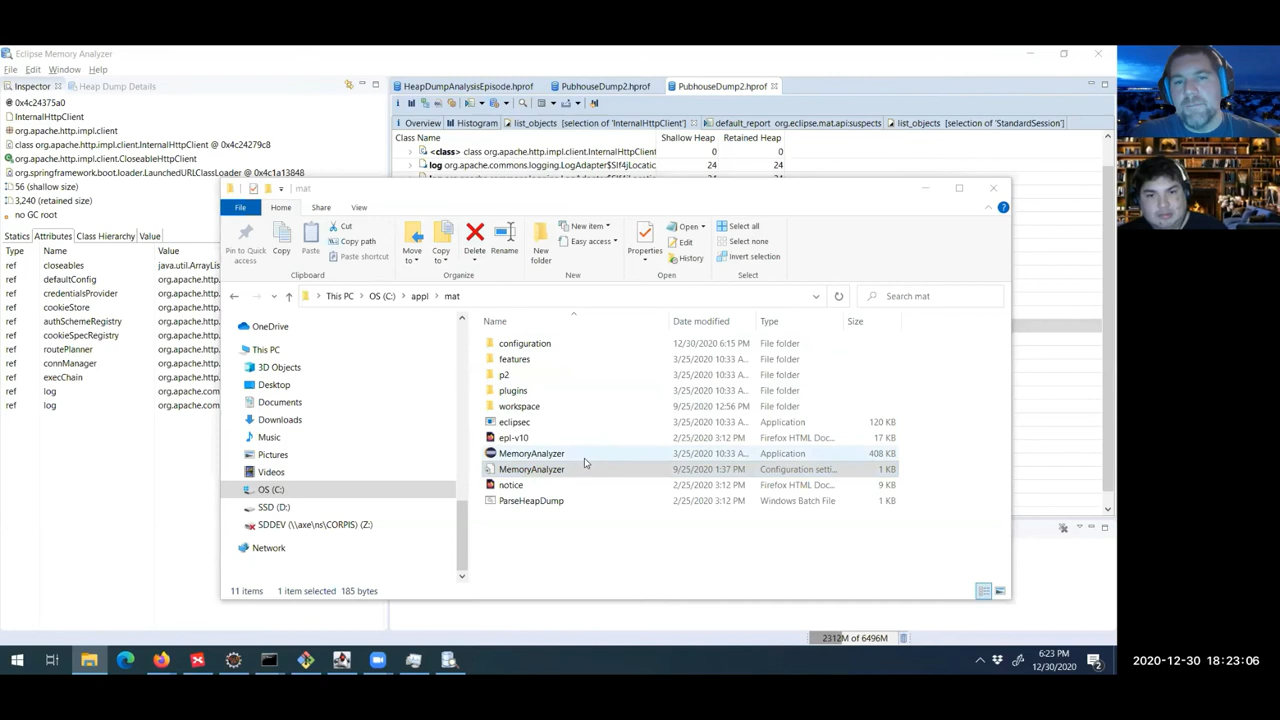 Eclipse Memory Analyzer
File Edit Window Help
Inspector Heap Dump Details
HeapDumpAnalysisEpisode.hprof PubhouseDump2.hprof PubhouseDump2.hprof
0x4c24375a0
InternalHttpClient
org.apache.http.impl.client
class org.apache.http.impl.client.InternalHttpClient @ 0x4c24279c8
org.apache.http.impl.client.CloseableHttpClient
org.springframework.boot.loader.LaunchedURLClassLoader @ 0x4c1a13848
56 (shallow size)
3,240 (retained size)
no GC root
Overview Histogram list_objects [selection of 'InternalHttpClient'] default_report org.eclipse.mat.api:suspects list_objects [selection of 'StandardSession']
Class Name Shallow Heap Retained Heap
<class> class org.apache.http.impl.client.InternalHttpClient 0 0
log org.apache.commons.logging.LogAdapter$Slf4jLocatic 24 24
Statics Attributes Class Hierarchy Value
Type Name Value
ref closeables java.util.ArrayLis
ref defaultConfig org.apache.http.
ref credentialsProvider org.apache.http.
ref cookieStore org.apache.http.
ref authSchemeRegistry org.apache.http.
ref cookieSpecRegistry org.apache.http.
ref routePlanner org.apache.http.
ref connManager org.apache.http.
ref execChain org.apache.http.
ref log org.apache.com
ref log org.apache.com
mat
File Home Share View
Pin to Quick access
Copy
Paste
Cut
Copy path
Paste shortcut
Move to
Copy to
Delete
Rename
New folder
New item
Easy access
Properties
Open
Edit
History
Select all
Select none
Invert selection
Clipboard Organize New Open Select
This PC OS (C:) appl mat
Search mat
OneDrive
This PC
3D Objects
Desktop
Documents
Downloads
Music
Pictures
Videos
OS (C:)
SSD (D:)
SDDEV (\\axe\ns\CORPIS) (Z:)
Network
Name Date modified Type Size
configuration 12/30/2020 6:15 PM File folder
features 3/25/2020 10:33 A... File folder
p2 3/25/2020 10:33 A... File folder
plugins 3/25/2020 10:33 A... File folder
workspace 9/25/2020 12:56 PM File folder
eclipsec 3/25/2020 10:33 A... Application 120 KB
epl-v10 2/25/2020 3:12 PM Firefox HTML Doc... 17 KB
MemoryAnalyzer 3/25/2020 10:33 A... Application 408 KB
MemoryAnalyzer 9/25/2020 1:37 PM Configuration setti... 1 KB
notice 2/25/2020 3:12 PM Firefox HTML Doc... 9 KB
ParseHeapDump 2/25/2020 3:12 PM Windows Batch File 1 KB
11 items 1 item selected 185 bytes
2312M of 6496M
6:23 PM
12/30/2020
2
2020-12-30 18:23:06